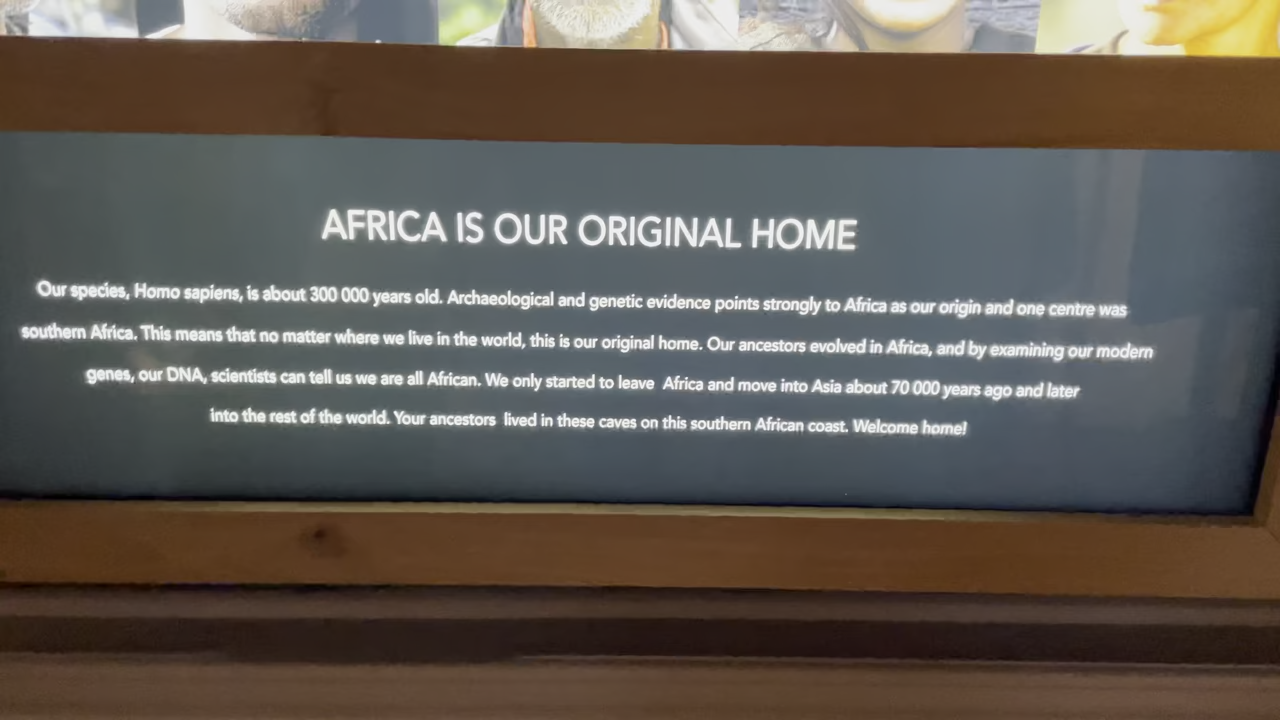 AFRICA IS OUR ORIGINAL HOME
Our species, Homo sapiens, is about 300 000 years old. Archaeological and genetic evidence points strongly to Africa as our origin and one centre was
southern Africa. This means that no matter where we live in the world, this is our original home. Our ancestors evolved in Africa, and by examining our modern
genes, our DNA, scientists can tell us we are all African. We only started to leave Africa and move into Asia about 70 000 years ago and later
into the rest of the world. Your ancestors lived in these caves on this southern African coast. Welcome home!